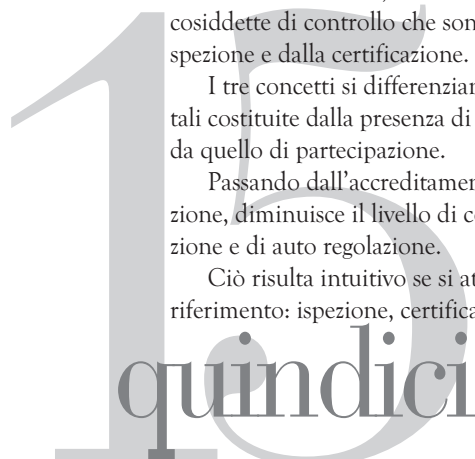 cosiddette di controllo che son
spezione e dalla certificazione.
I tre concetti si differenzian
tali costituite dalla presenza di
da quello di partecipazione.
Passando dall'accreditamen
zione, diminuisce il livello di c
zione e di auto regolazione.
Ciò risulta intuitivo se si at
riferimento: ispezione, certifica
15
quindici